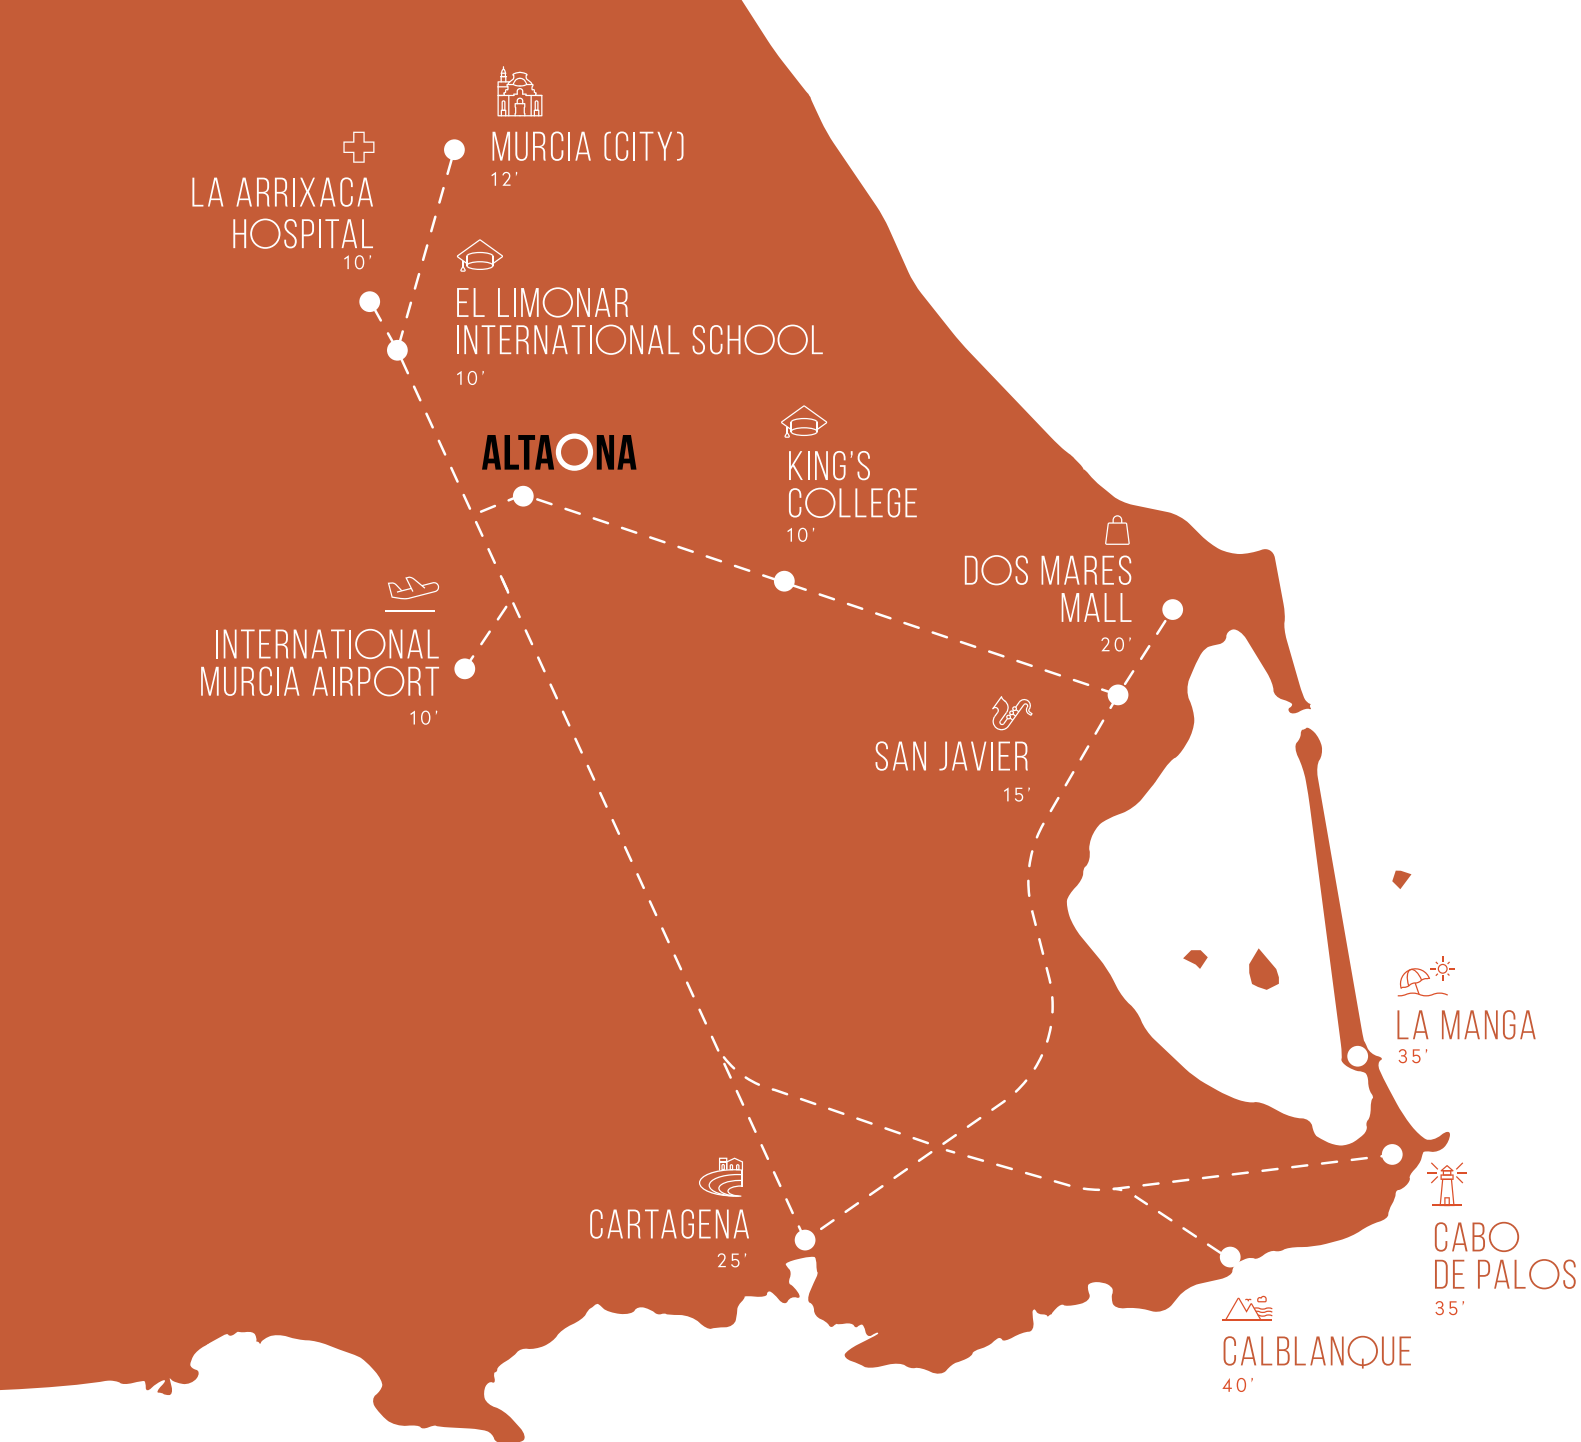 MURCIA (CITY)
12'
LA ARRIXACA
HOSPITAL
10'
EL LIMONAR
INTERNATIONAL SCHOOL
10'
ALTAONA
KING'S
COLLEGE
10'
DOS MARES
MALL
20'
INTERNATIONAL
MURCIA AIRPORT
10'
SAN JAVIER
15'
LA MANGA
35'
CARTAGENA
25'
CABO
DE PALOS
35'
CALBLANQUE
40'